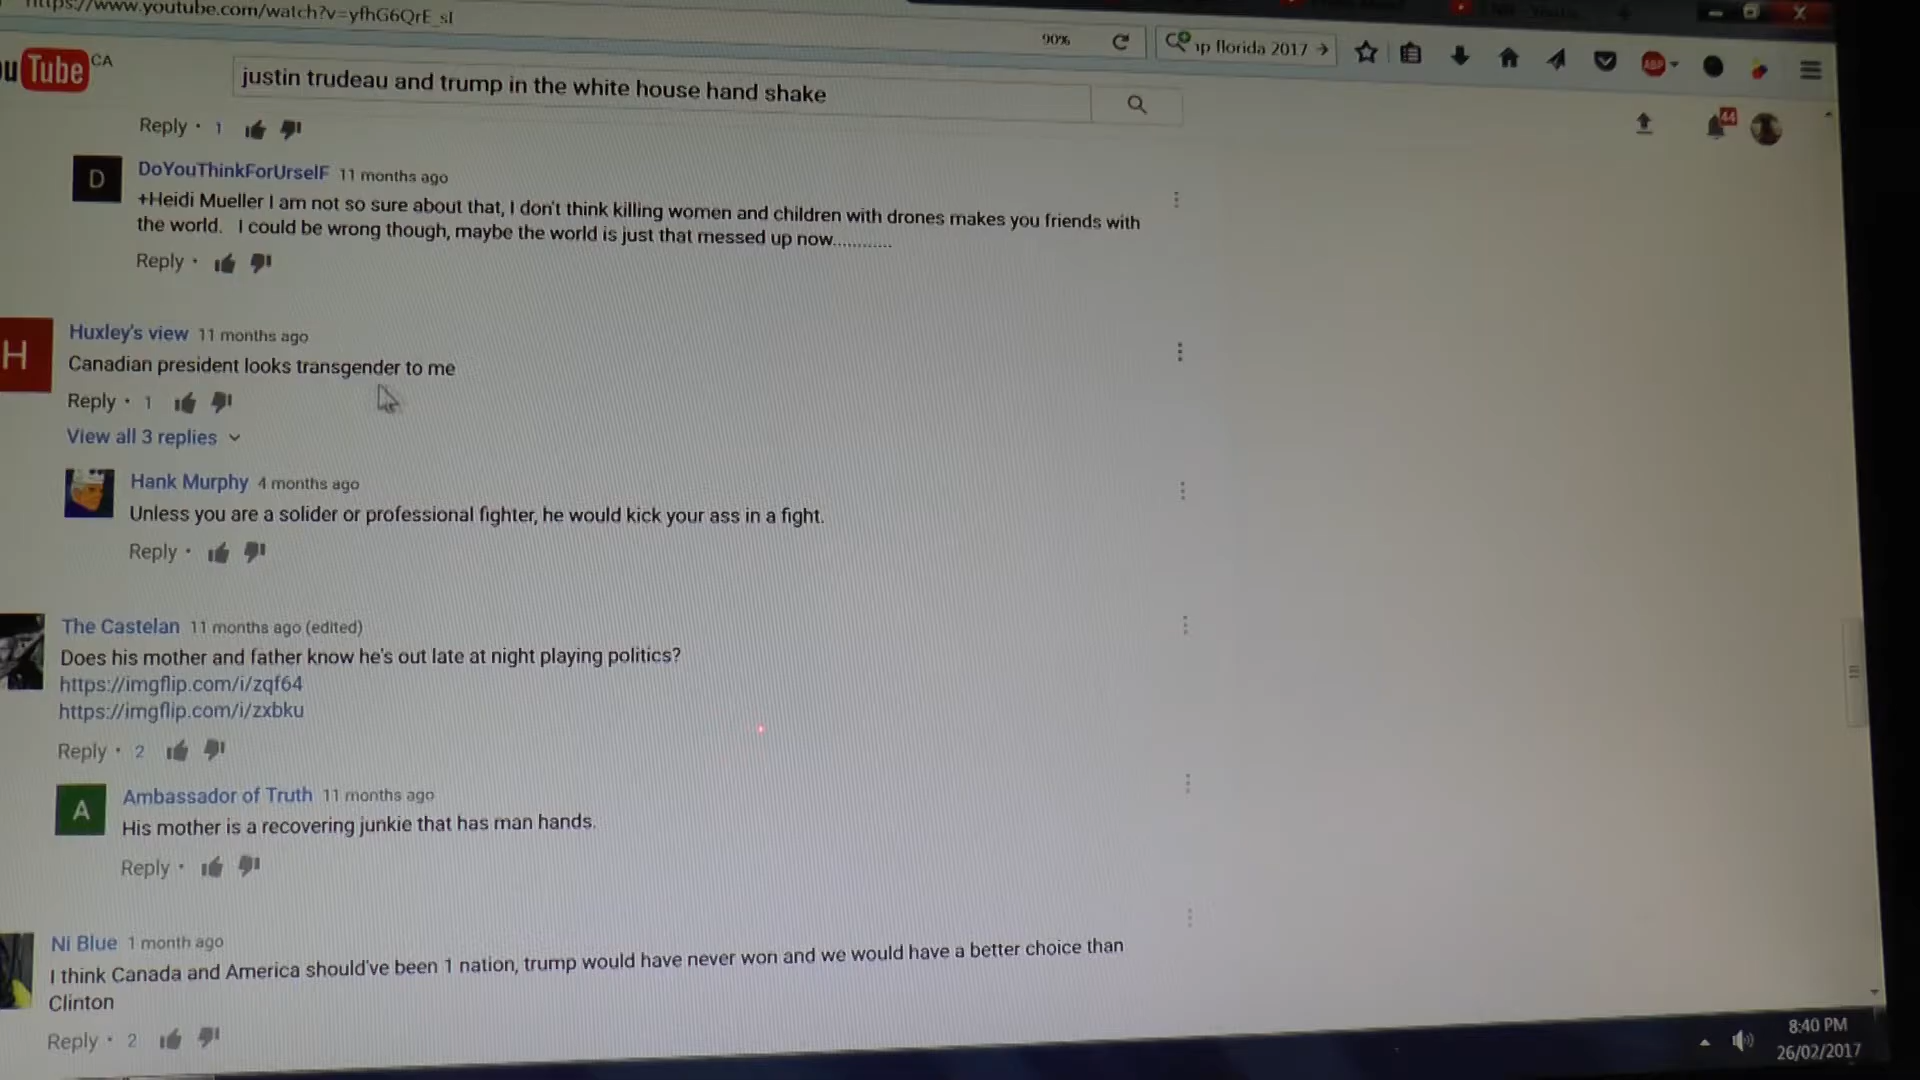 https://www.youtube.com/watch?v=yfhG6QrE_sI
90%
up florida 2017
ABP
uTube CA
justin trudeau and trump in the white house hand shake
44
Reply · 1
D
DoYouThinkForUrselF 11 months ago
+Heidi Mueller I am not so sure about that, I don't think killing women and children with drones makes you friends with
the world. I could be wrong though, maybe the world is just that messed up now............
Reply ·
H
Huxley's view 11 months ago
Canadian president looks transgender to me
Reply · 1
View all 3 replies
Hank Murphy 4 months ago
Unless you are a solider or professional fighter, he would kick your ass in a fight.
Reply ·
The Castelan 11 months ago (edited)
Does his mother and father know he's out late at night playing politics?
https://imgflip.com/i/zqf64
https://imgflip.com/i/zxbku
Reply · 2
A
Ambassador of Truth 11 months ago
His mother is a recovering junkie that has man hands.
Reply ·
Ni Blue 1 month ago
I think Canada and America should've been 1 nation, trump would have never won and we would have a better choice than
Clinton
Reply · 2
8:40 PM
26/02/2017